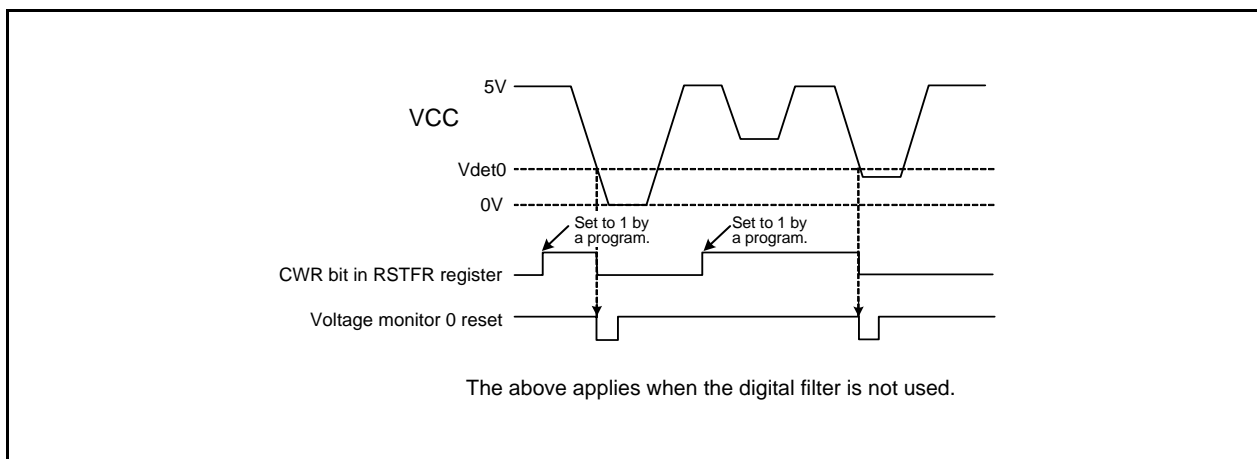 5V
VCC
Vdet0
0V
Set to 1 by
a program.
Set to 1 by
a program.
CWR bit in RSTFR register
Voltage monitor 0 reset
The above applies when the digital filter is not used.